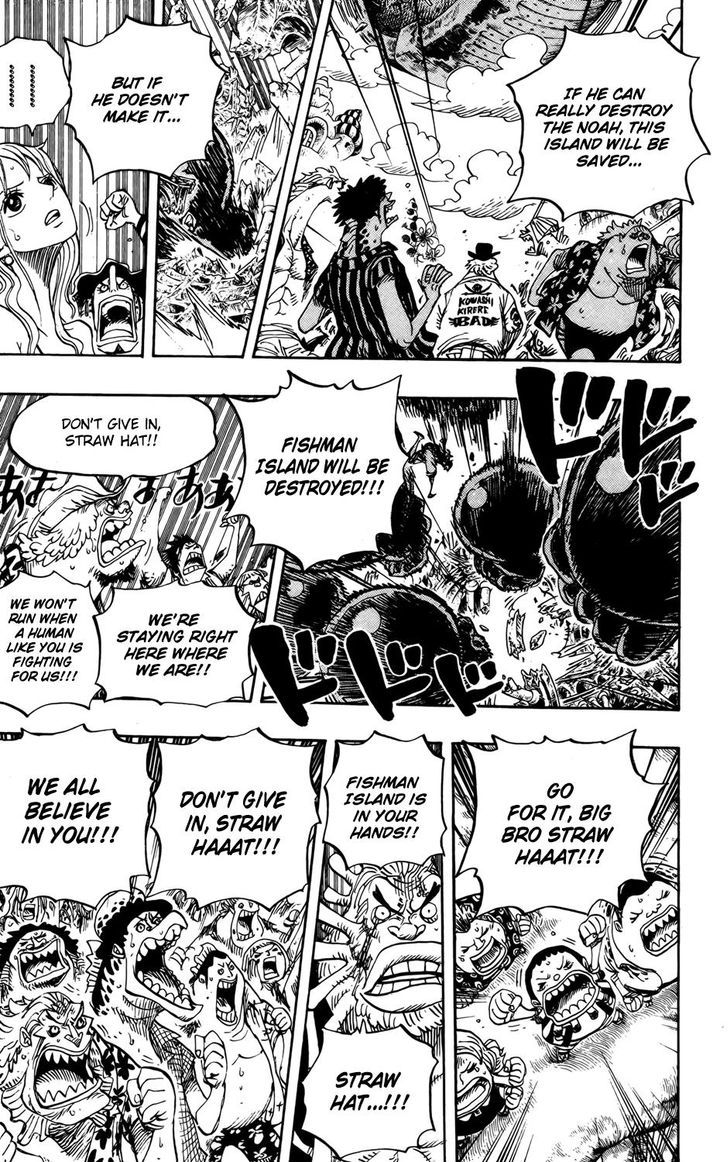 IF HE CAN
REALLY DESTROY
THE NOAH, THIS
ISLAND WILL BE
SAVED...
KOWASHI
KIRERU
BAD
BUT IF
HE DOESN'T
MAKE IT...
ドドド
FISHMAN
ISLAND WILL BE
DESTROYED!!!
ドドド
DON'T GIVE IN,
STRAW HAT!!
WE'RE
STAYING RIGHT
HERE WHERE
WE ARE!!
WE WON'T
RUN WHEN
A HUMAN
LIKE YOU IS
FIGHTING
FOR US!!!
GO
FOR IT, BIG
BRO STRAW
HAAAT!!!
FISHMAN
ISLAND IS
IN YOUR
HANDS!!
STRAW
HAT...!!!
DON'T GIVE
IN, STRAW
HAAAT!!!
WE ALL
BELIEVE
IN YOU!!!